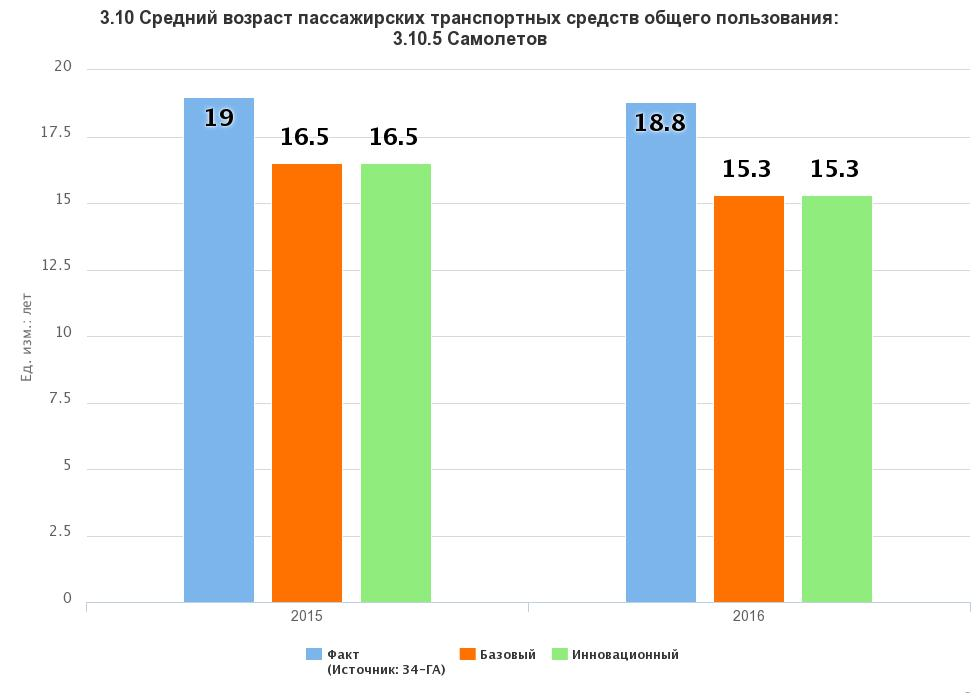 3.10 Средний возраст пассажирских транспортных средств общего пользования:
3.10.5 Самолетов
20
17.5
15
12.5
10
7.5
5
2.5
0
Ед. изм.: лет
19
16.5
16.5
18.8
15.3
15.3
2015
2016
Факт
(Источник: 34-ГА)
Базовый
Инновационный